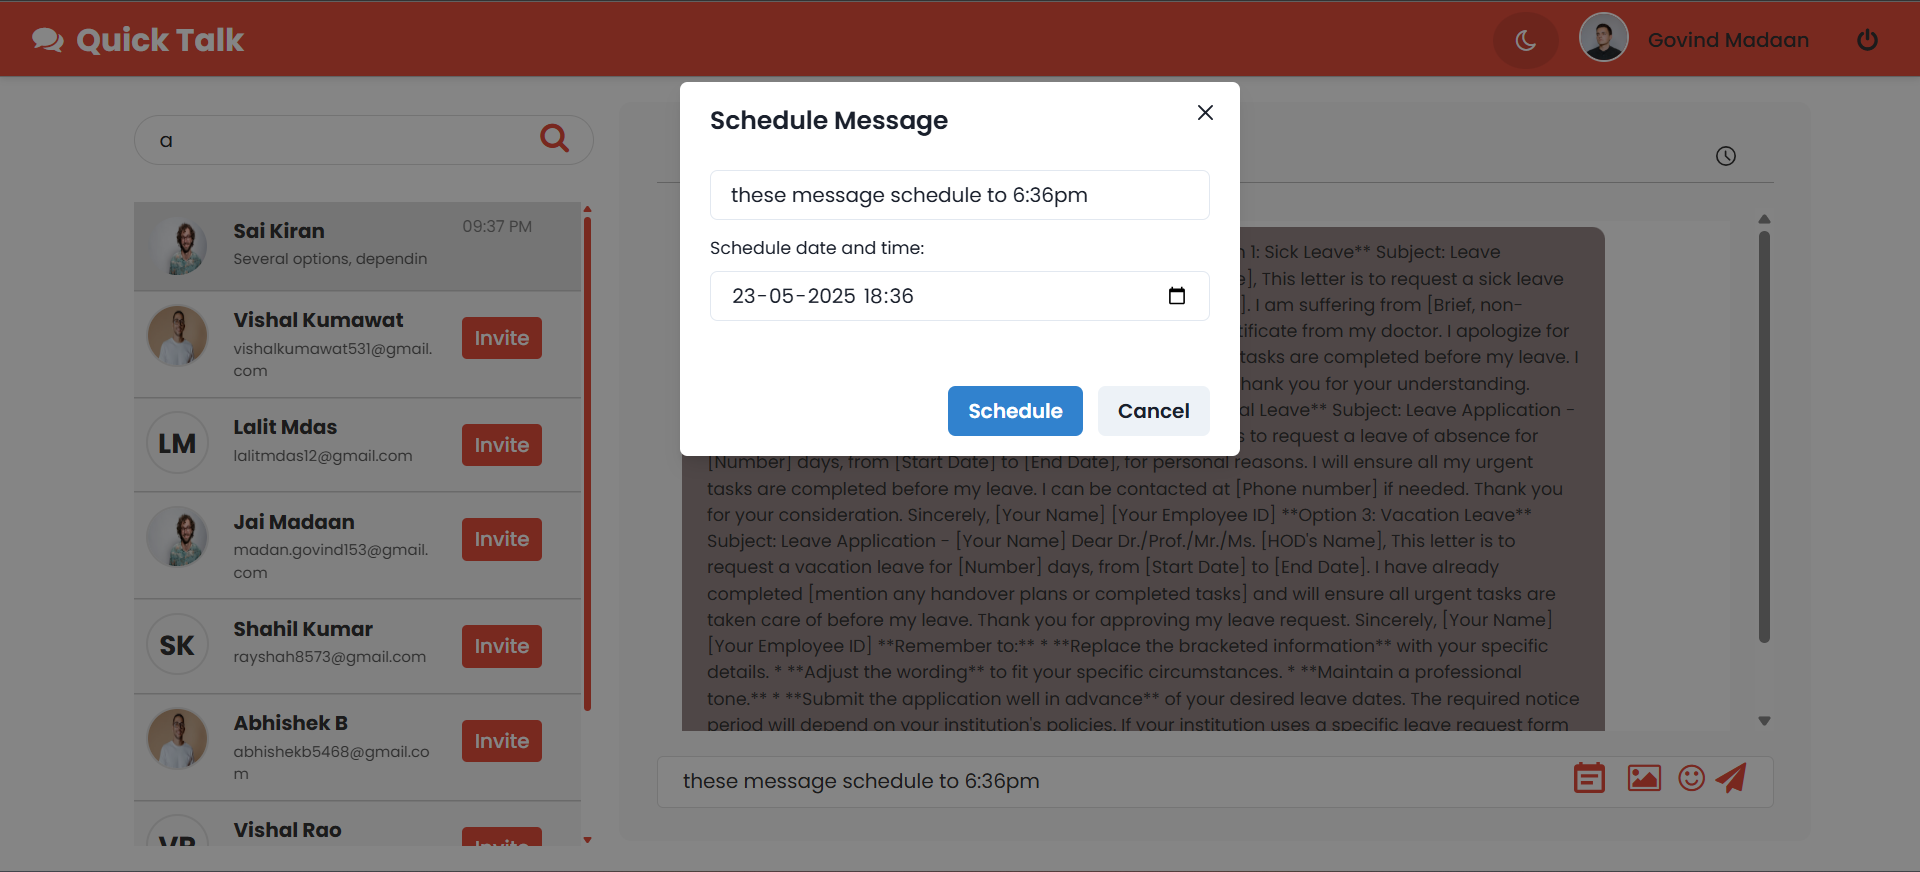 Quick Talk
Govind Madaan
a
Sai Kiran
09:37 PM
Several options, dependin
Vishal Kumawat
vishalkumawat531@gmail.
com
Invite
LM
Lalit Mdas
lalitmdas12@gmail.com
Invite
Jai Madaan
madan.govind153@gmail.
com
Invite
SK
Shahil Kumar
rayshah8573@gmail.com
Invite
Abhishek B
abhishekb5468@gmail.co
m
Invite
VR
Vishal Rao
Invite
Schedule Message
these message schedule to 6:36pm
Schedule date and time:
23-05-2025 18:36
Schedule
Cancel
1: Sick Leave** Subject: Leave
], This letter is to request a sick leave
]. I am suffering from [Brief, non-
tificate from my doctor. I apologize for
tasks are completed before my leave. I
hank you for your understanding.
al Leave** Subject: Leave Application -
s to request a leave of absence for
[Number] days, from [Start Date] to [End Date], for personal reasons. I will ensure all my urgent
tasks are completed before my leave. I can be contacted at [Phone number] if needed. Thank you
for your consideration. Sincerely, [Your Name] [Your Employee ID] **Option 3: Vacation Leave**
Subject: Leave Application - [Your Name] Dear Dr./Prof./Mr./Ms. [HOD's Name], This letter is to
request a vacation leave for [Number] days, from [Start Date] to [End Date]. I have already
completed [mention any handover plans or completed tasks] and will ensure all urgent tasks are
taken care of before my leave. Thank you for approving my leave request. Sincerely, [Your Name]
[Your Employee ID] **Remember to:** * **Replace the bracketed information** with your specific
details. * **Adjust the wording** to fit your specific circumstances. * **Maintain a professional
tone.** * **Submit the application well in advance** of your desired leave dates. The required notice
period will depend on your institution's policies. If your institution uses a specific leave request form
these message schedule to 6:36pm